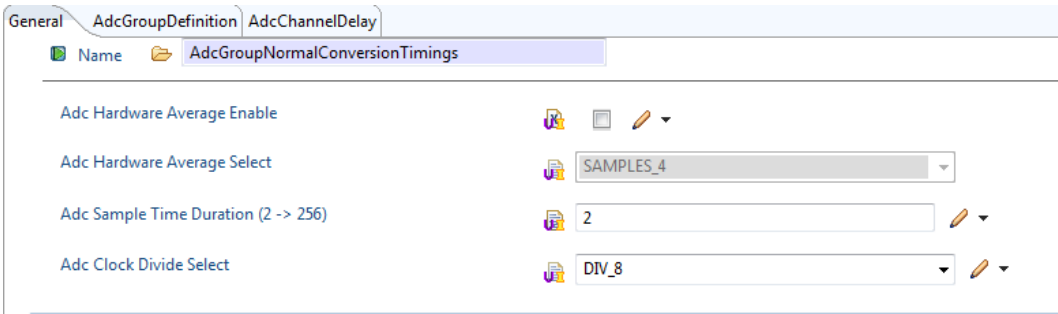 General AdcGroupDefinition AdcChannelDelay
Name AdcGroupNormalConversionTimings
Adc Hardware Average Enable
Adc Hardware Average Select SAMPLES_4
Adc Sample Time Duration (2 -> 256) 2
Adc Clock Divide Select DIV_8